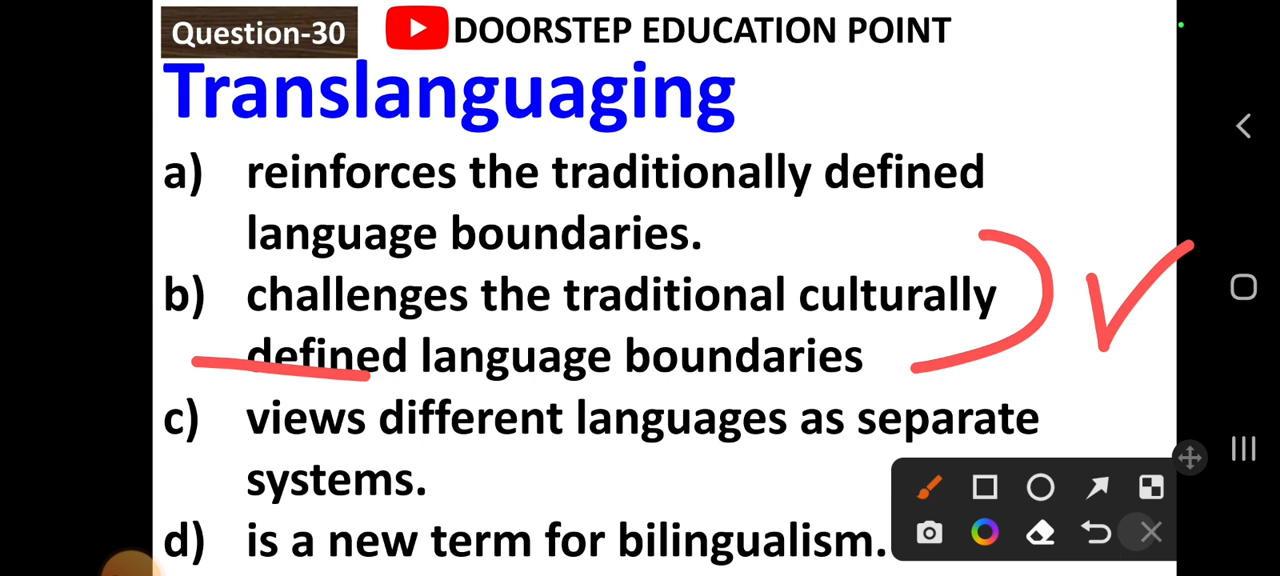 Question-30 DOORSTEP EDUCATION POINT
Translanguaging
a) reinforces the traditionally defined
language boundaries.
b) challenges the traditional culturally
defined language boundaries
c) views different languages as separate
systems.
d) is a new term for bilingualism.